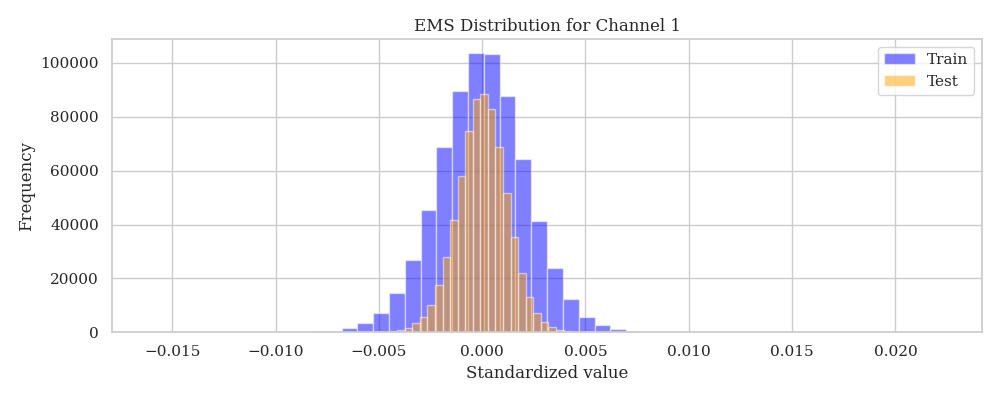 EMS Distribution for Channel 1
Train
Test
Frequency
100000
80000
60000
40000
20000
0
−0.015
−0.010
−0.005
0.000
0.005
0.010
0.015
0.020
Standardized value